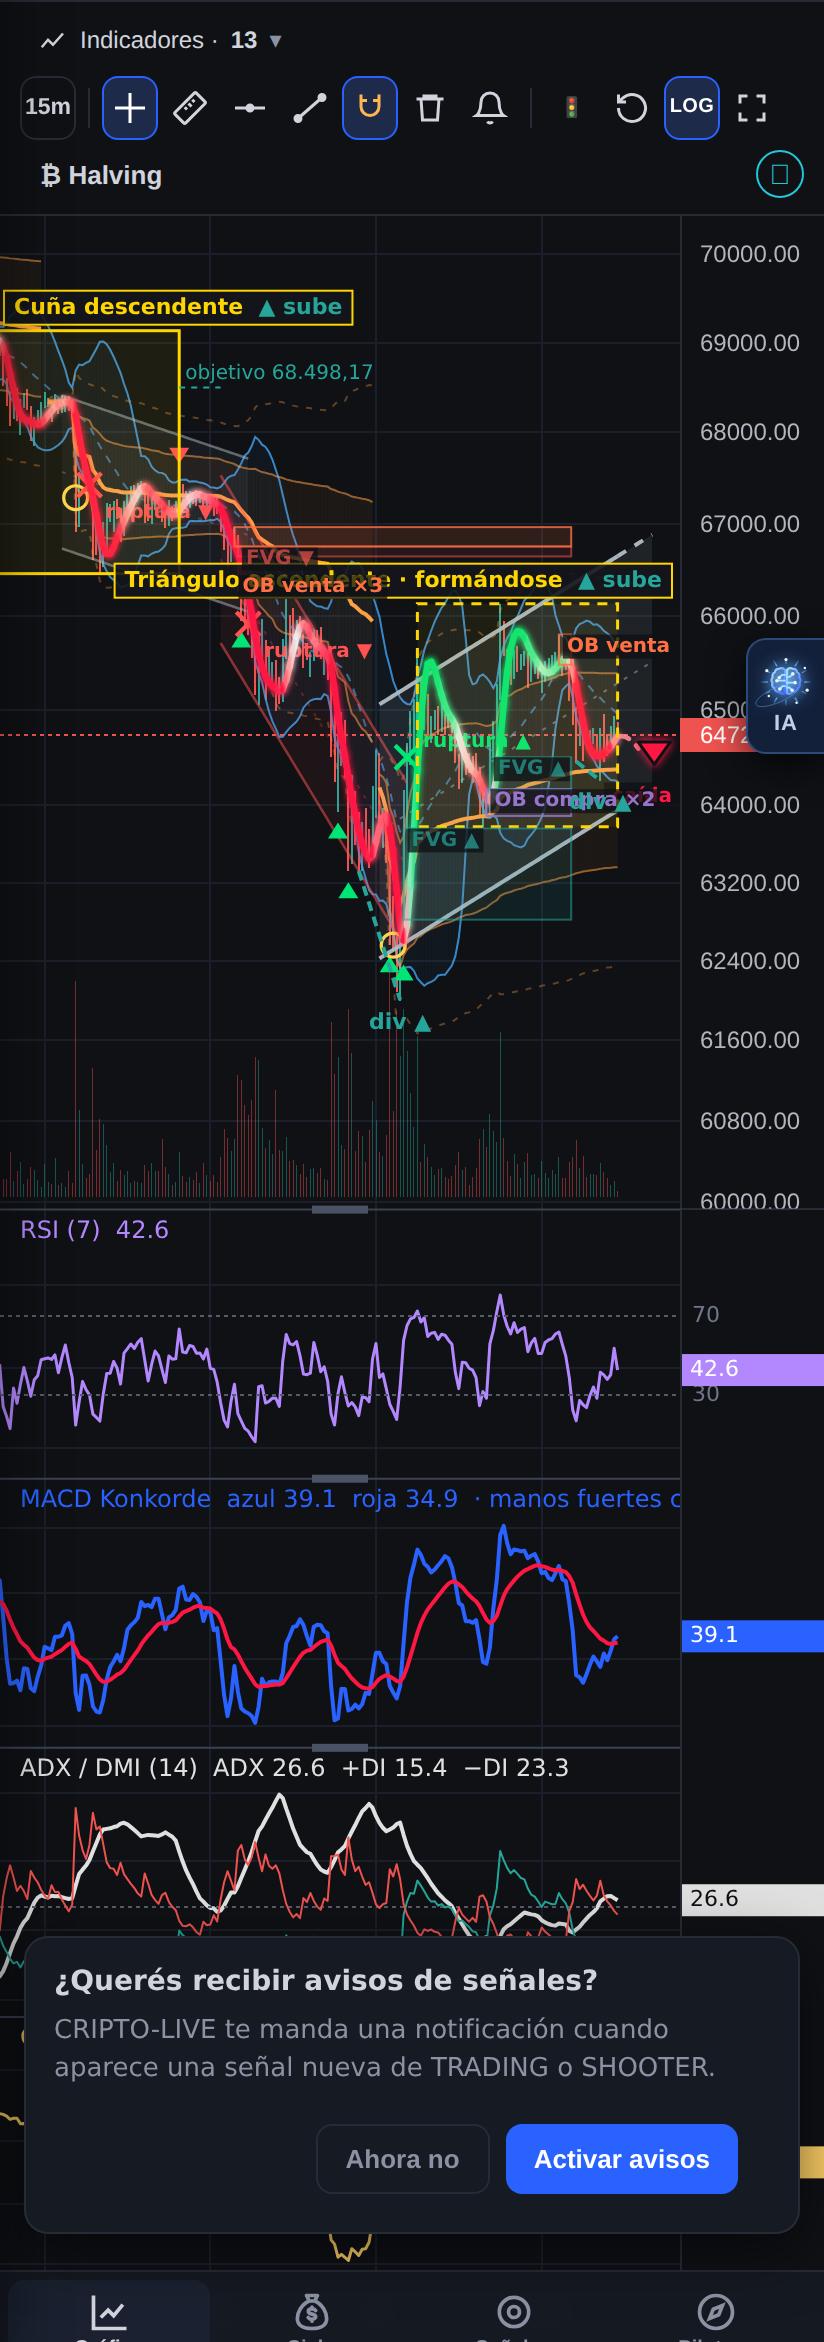 Indicadores · 13 ▾
15m
LOG
₿ Halving
70000.00
Cuña descendente ▲ sube
69000.00
objetivo 68.498,17
68000.00
ruptura ▼
67000.00
FVG ▼
Triángulo ascendente · formándose ▲ sube
OB venta ×3
66000.00
ruptura ▼
OB venta
IA
ruptura ▲
FVG ▲
OB compra ×2
div ▲
64000.00
FVG ▲
63200.00
62400.00
div ▲
61600.00
60800.00
60000.00
RSI (7) 42.6
70
42.6
30
MACD Konkorde azul 39.1 roja 34.9 · manos fuertes c
39.1
ADX / DMI (14) ADX 26.6 +DI 15.4 −DI 23.3
26.6
¿Querés recibir avisos de señales?
CRIPTO-LIVE te manda una notificación cuando
aparece una señal nueva de TRADING o SHOOTER.
Ahora no
Activar avisos